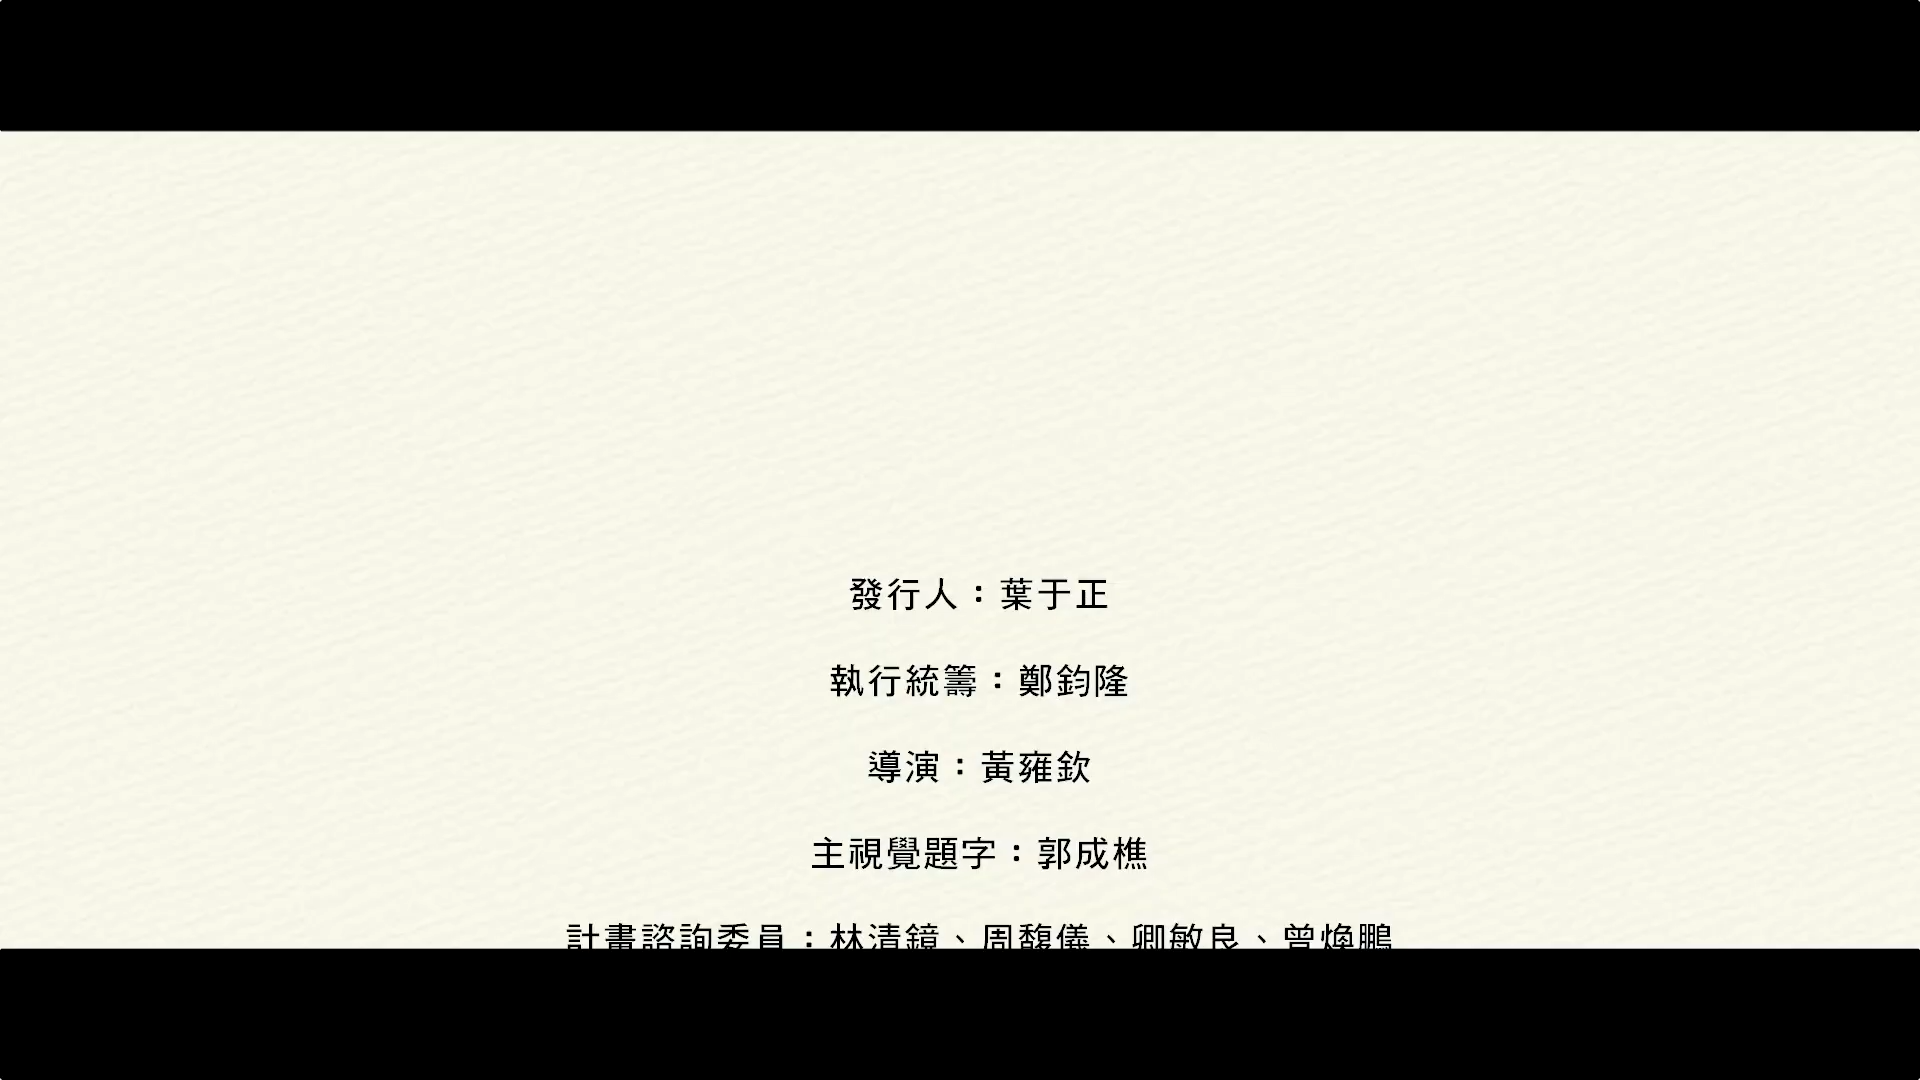 發行人：葉于正
執行統籌：鄭鈞隆
導演：黃雍欽
主視覺題字：郭成樵
計畫諮詢委員：林清鏡、周馥儀、卿敏良、曾煥鵬